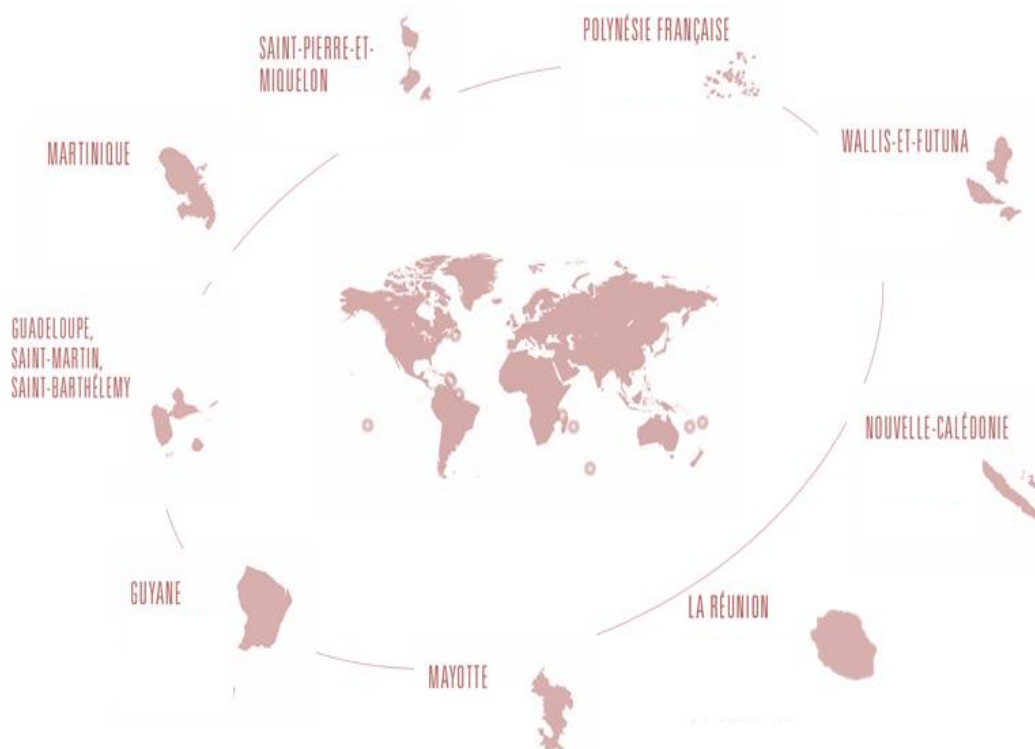 SAINT-PIERRE-ET-
MIQUELON
POLYNÉSIE FRANÇAISE
MARTINIQUE
WALLIS-ET-FUTUNA
GUADELOUPE,
SAINT-MARTIN,
SAINT-BARTHÉLEMY
NOUVELLE-CALÉDONIE
GUYANE
LA RÉUNION
MAYOTTE